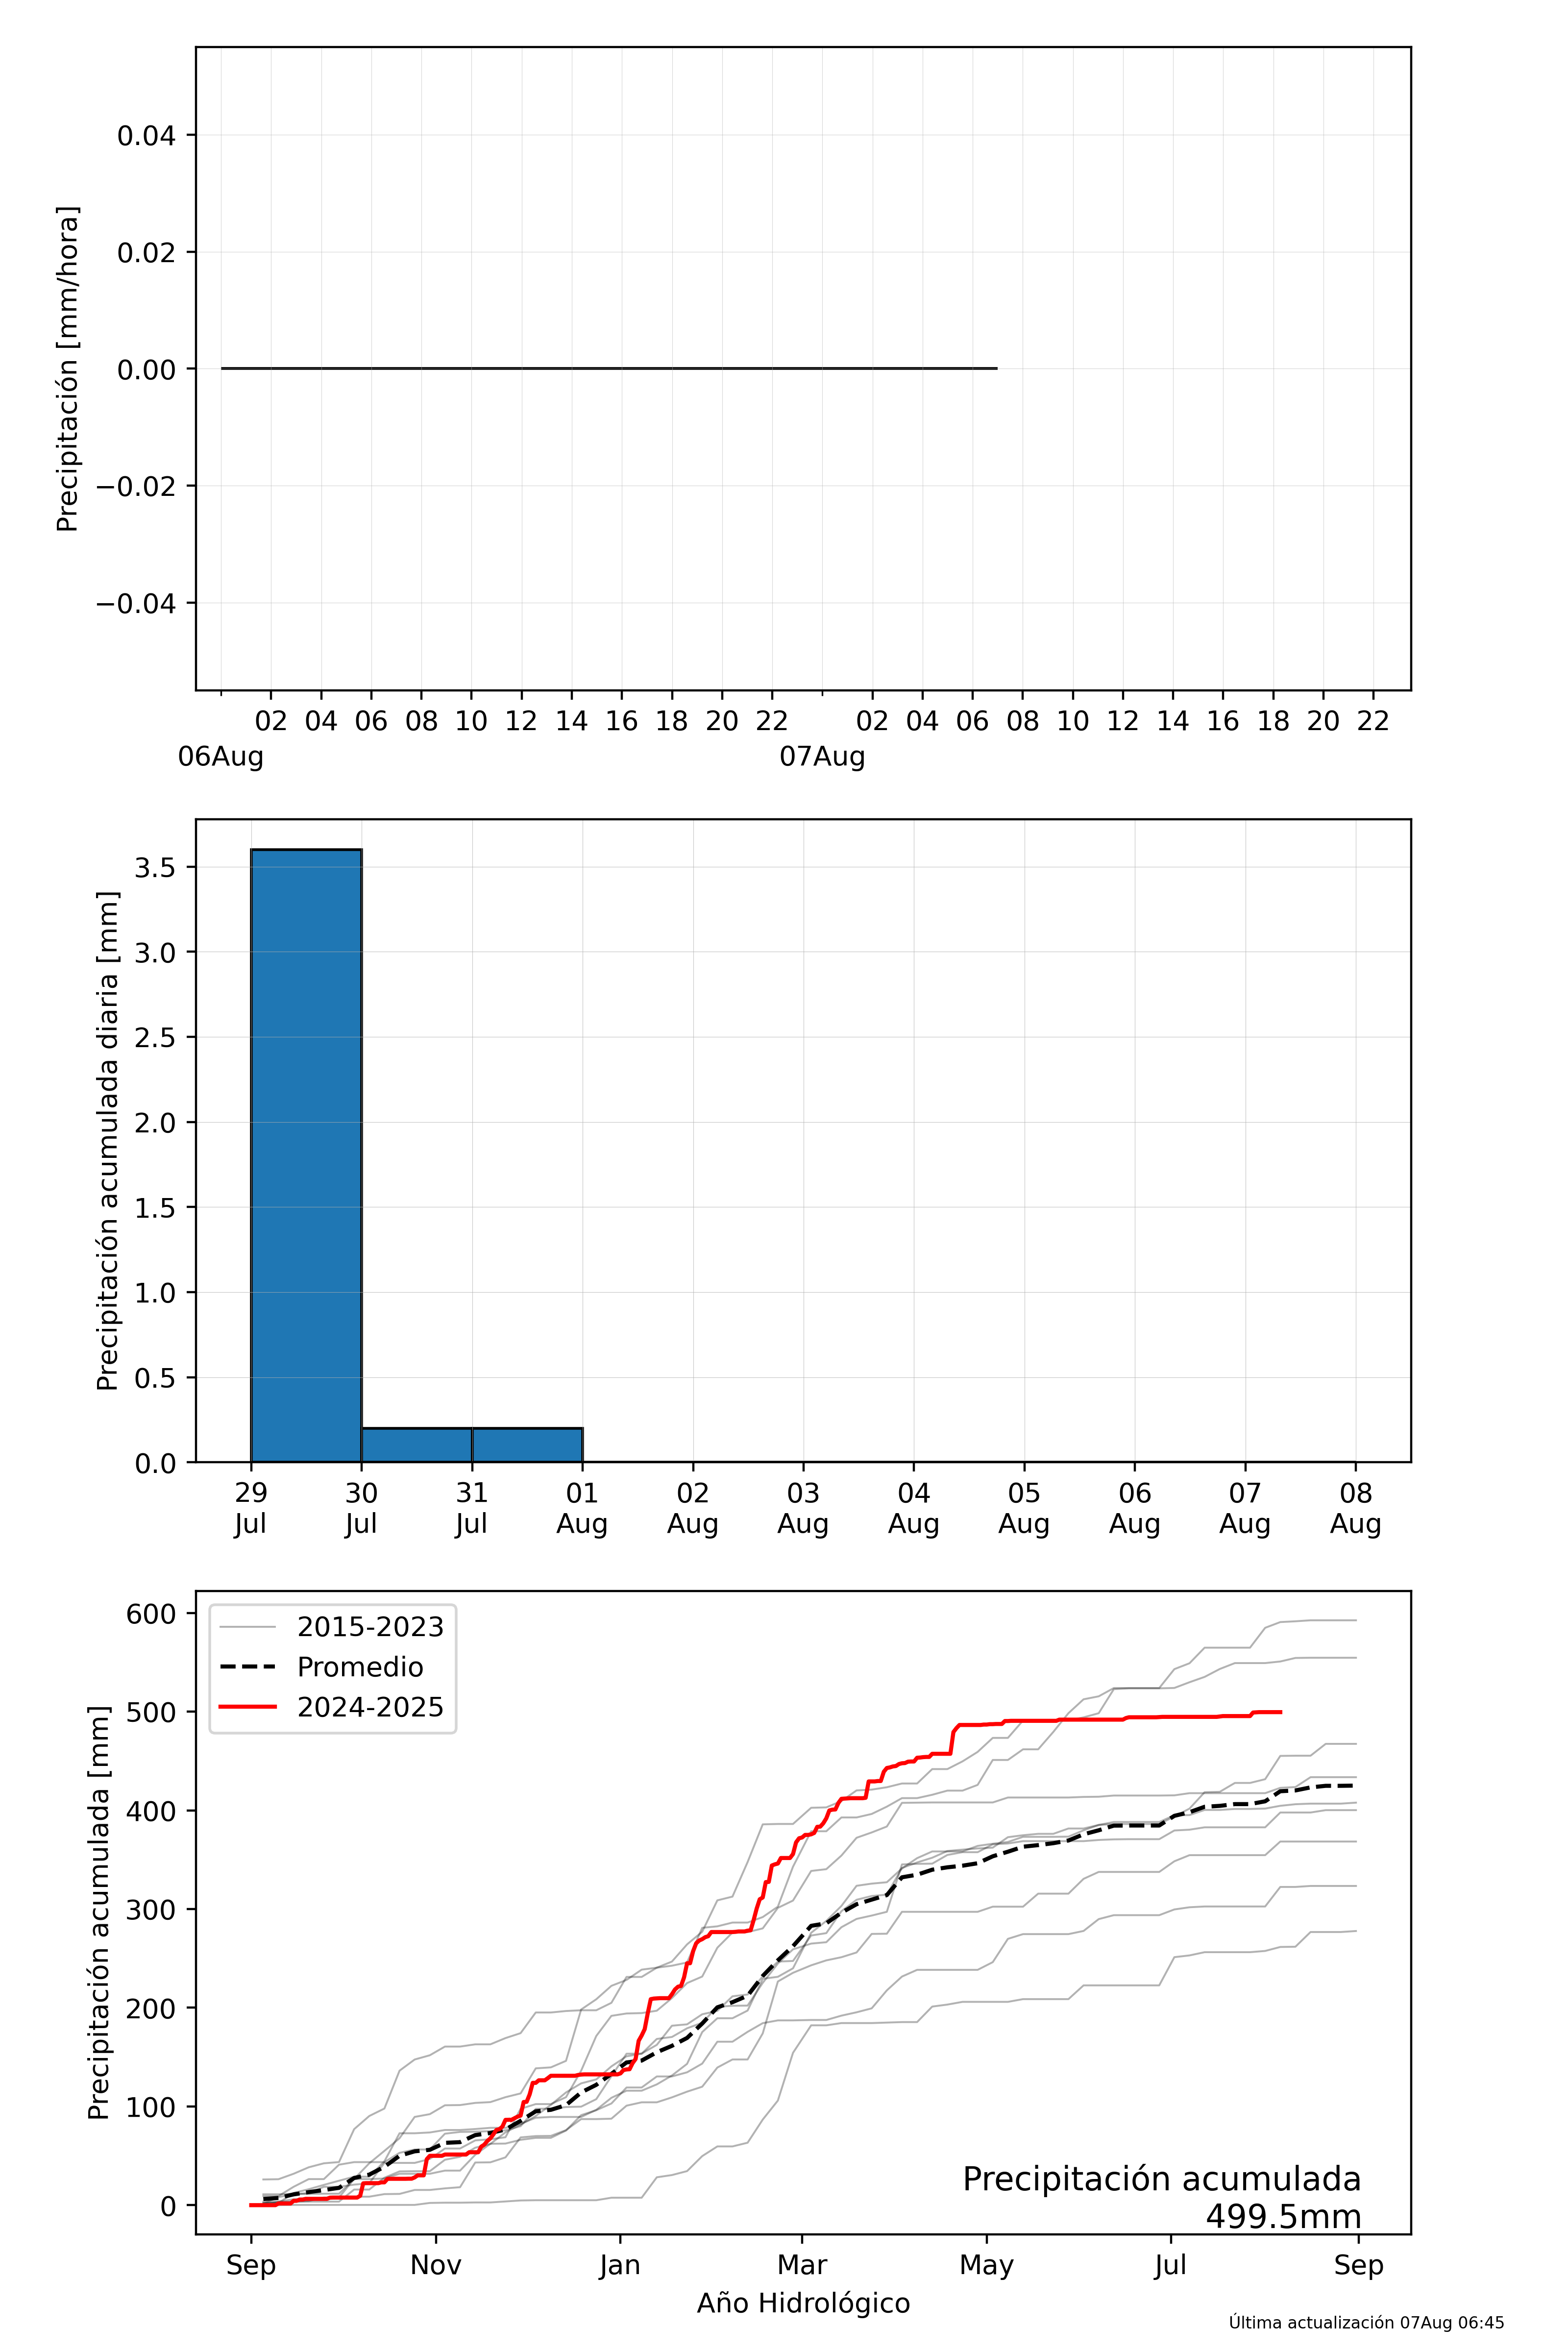 0.04
0.02
0.00
−0.02
−0.04
Precipitación [mm/hora]
02 04 06 08 10 12 14 16 18 20 22 02 04 06 08 10 12 14 16 18 20 22
06Aug 07Aug
3.5
3.0
2.5
2.0
1.5
1.0
0.5
0.0
Precipitación acumulada diaria [mm]
29 30 31 01 02 03 04 05 06 07 08
Jul Jul Jul Aug Aug Aug Aug Aug Aug Aug Aug
600
500
400
300
200
100
0
Precipitación acumulada [mm]
2015-2023
Promedio
2024-2025
Precipitación acumulada
499.5mm
Sep Nov Jan Mar May Jul Sep
Año Hidrológico
Última actualización 07Aug 06:45